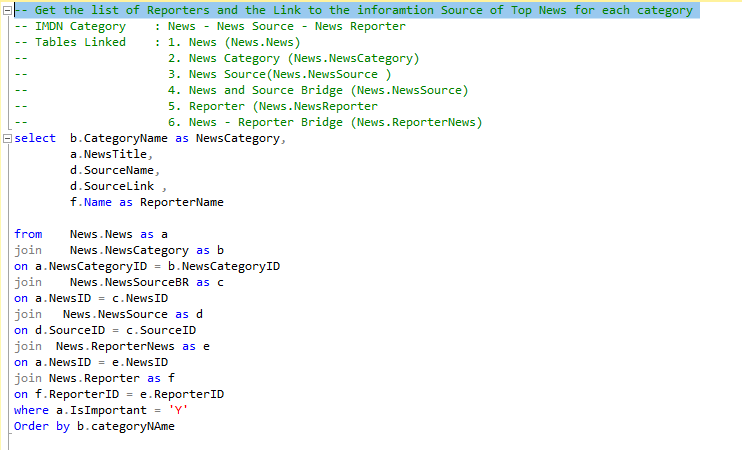 -- Get the list of Reporters and the Link to the inforamtion Source of Top News for each category
-- IMDN Category    : News - News Source - News Reporter
-- Tables Linked    : 1. News (News.News)
--                    2. News Category (News.NewsCategory)
--                    3. News Source(News.NewsSource )
--                    4. News and Source Bridge (News.NewsSource)
--                    5. Reporter (News.NewsReporter
--                    6. News - Reporter Bridge (News.ReporterNews)
select  b.CategoryName as NewsCategory,
        a.NewsTitle,
        d.SourceName,
        d.SourceLink ,
        f.Name as ReporterName
from    News.News as a
join    News.NewsCategory as b
on a.NewsCategoryID = b.NewsCategoryID
join    News.NewsSourceBR as c
on a.NewsID = c.NewsID
join   News.NewsSource as d
on d.SourceID = c.SourceID
join  News.ReporterNews as e
on a.NewsID = e.NewsID
join News.Reporter as f
on f.ReporterID = e.ReporterID
where a.IsImportant = 'Y'
Order by b.categoryNAme